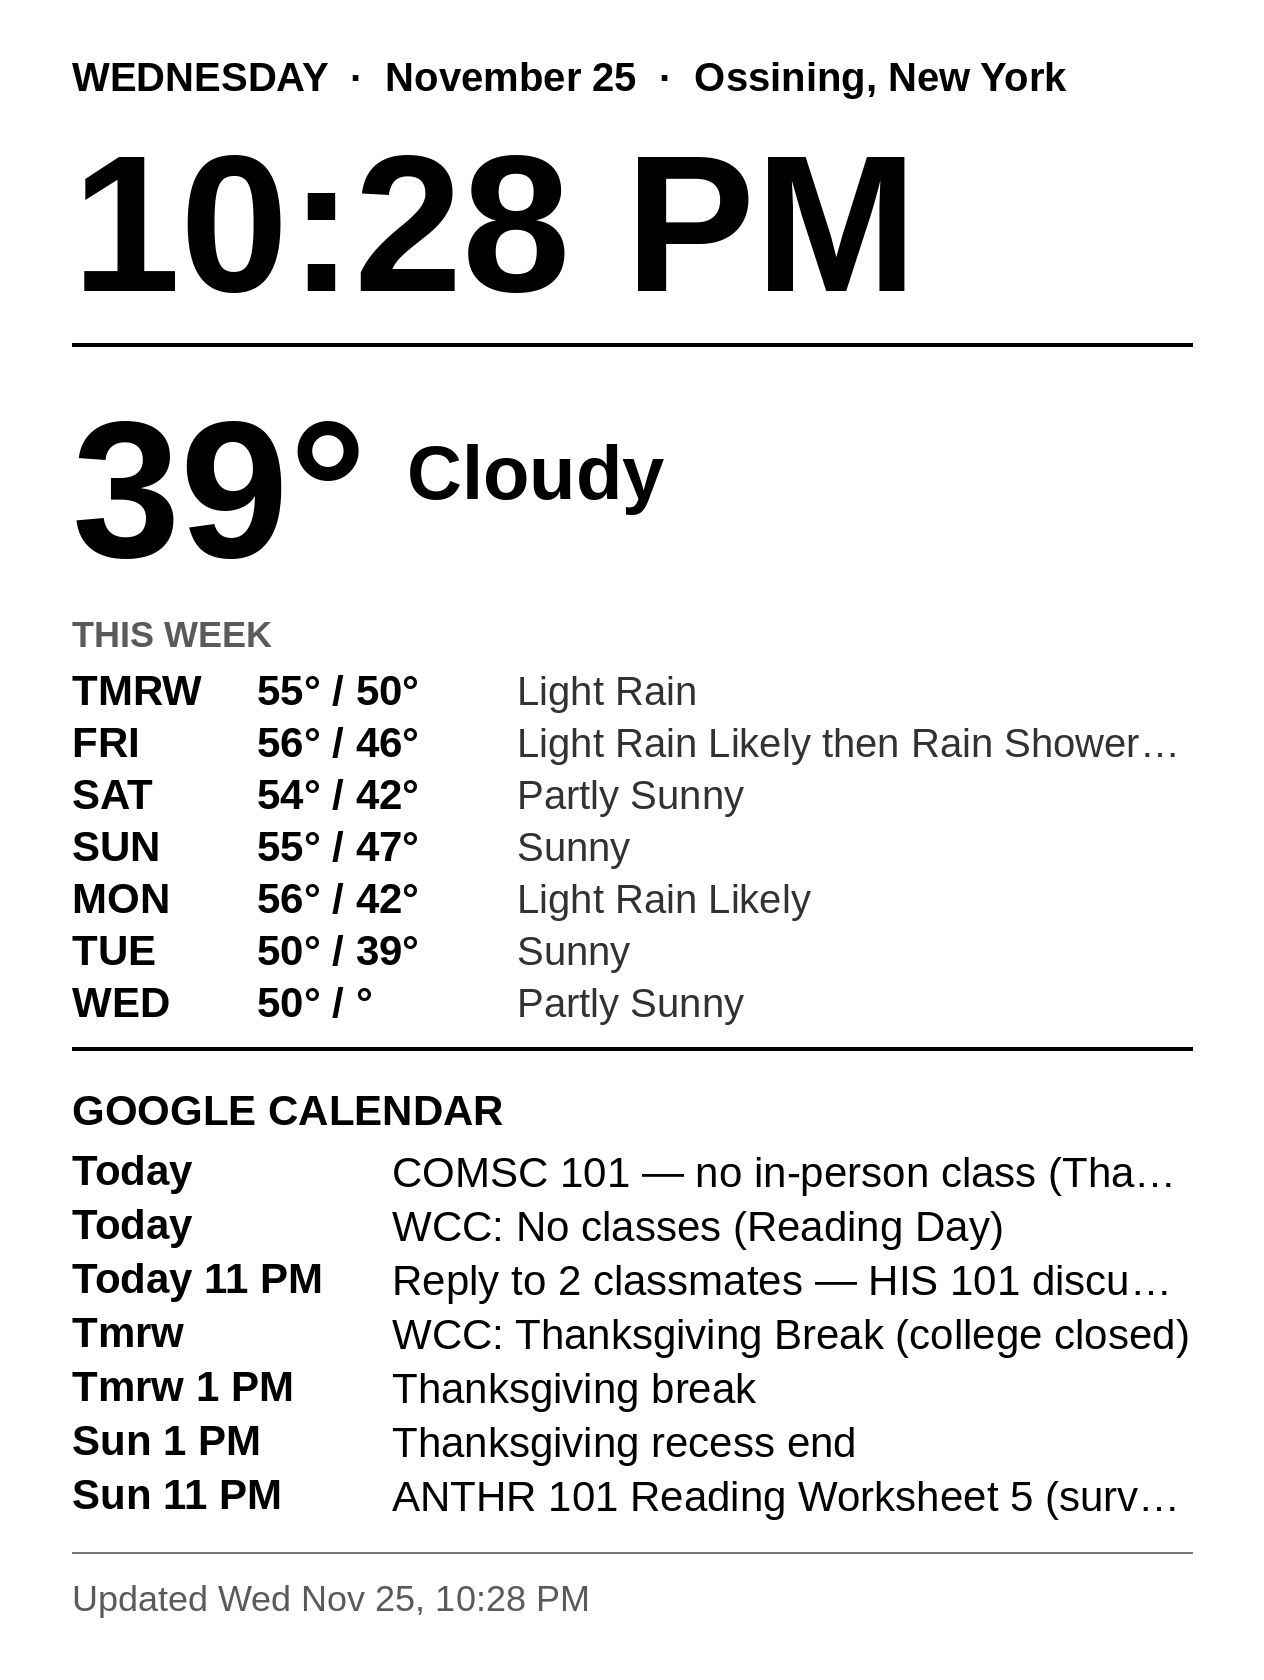 WEDNESDAY · November 25 · Ossining, New York
10:28 PM
39° Cloudy
THIS WEEK
TMRW 55° / 50° Light Rain
FRI 56° / 46° Light Rain Likely then Rain Shower…
SAT 54° / 42° Partly Sunny
SUN 55° / 47° Sunny
MON 56° / 42° Light Rain Likely
TUE 50° / 39° Sunny
WED 50° / ° Partly Sunny
GOOGLE CALENDAR
Today COMSC 101 — no in-person class (Tha…
Today WCC: No classes (Reading Day)
Today 11 PM Reply to 2 classmates — HIS 101 discu…
Tmrw WCC: Thanksgiving Break (college closed)
Tmrw 1 PM Thanksgiving break
Sun 1 PM Thanksgiving recess end
Sun 11 PM ANTHR 101 Reading Worksheet 5 (surv…
Updated Wed Nov 25, 10:28 PM